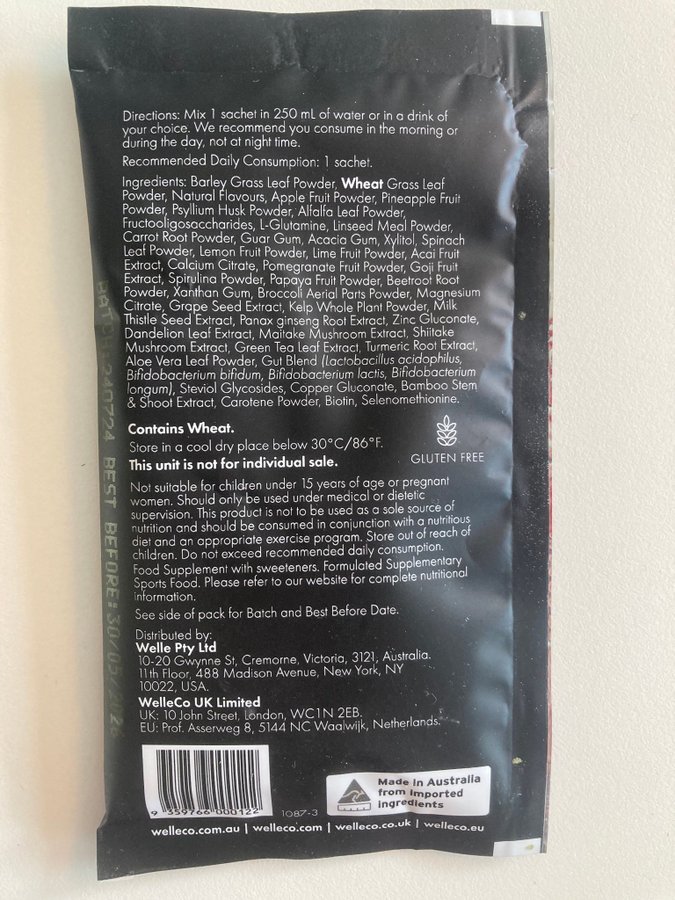 Directions: Mix 1 sachet in 250 mL of water or in a drink of
your choice. We recommend you consume in the morning or
during the day, not at night time.
Recommended Daily Consumption: 1 sachet.
Ingredients: Barley Grass Leaf Powder, Wheat Grass Leaf
Powder, Natural Flavours, Apple Fruit Powder, Pineapple Fruit
Powder, Psyllium Husk Powder, Alfalfa Leaf Powder,
Fructooligosaccharides, L-Glutamine, Linseed Meal Powder,
Carrot Root Powder, Guar Gum, Acacia Gum, Xylitol, Spinach
Leaf Powder, Lemon Fruit Powder, Lime Fruit Powder, Acai Fruit
Extract, Calcium Citrate, Pomegranate Fruit Powder, Goji Fruit
Extract, Spirulina Powder, Papaya Fruit Powder, Beetroot Root
Powder, Xanthan Gum, Broccoli Aerial Parts Powder, Magnesium
Citrate, Grape Seed Extract, Kelp Whole Plant Powder, Milk
Thistle Seed Extract, Panax ginseng Root Extract, Zinc Gluconate,
Dandelion Leaf Extract, Maitake Mushroom Extract, Shiitake
Mushroom Extract, Green Tea Leaf Extract, Turmeric Root Extract,
Aloe Vera Leaf Powder, Gut Blend (Lactobacillus acidophilus,
Bifidobacterium bifidum, Bifidobacterium lactis, Bifidobacterium
longum), Steviol Glycosides, Copper Gluconate, Bamboo Stem
& Shoot Extract, Carotene Powder, Biotin, Selenomethionine.
Contains Wheat.
Store in a cool dry place below 30°C/86°F.
This unit is not for individual sale.
GLUTEN FREE
Not suitable for children under 15 years of age or pregnant
women. Should only be used under medical or dietetic
supervision. This product is not to be used as a sole source of
nutrition and should be consumed in conjunction with a nutritious
diet and an appropriate exercise program. Store out of reach of
children. Do not exceed recommended daily consumption.
Food Supplement with sweeteners. Formulated Supplementary
Sports Food. Please refer to our website for complete nutritional
information.
See side of pack for Batch and Best Before Date.
Distributed by:
Welle Pty Ltd
10-20 Gwynne St, Cremorne, Victoria, 3121, Australia.
11th Floor, 488 Madison Avenue, New York, NY
10022, USA.
WelleCo UK Limited
UK: 10 John Street, London, WC1N 2EB.
EU: Prof. Asserweg 8, 5144 NC Waalwijk, Netherlands.
9 359766 000122
1087-3
Made in Australia
from imported
ingredients
welleco.com.au | welleco.com | welleco.co.uk | welleco.eu
BATCH 240724 BEST BEFORE: 30/05/2026